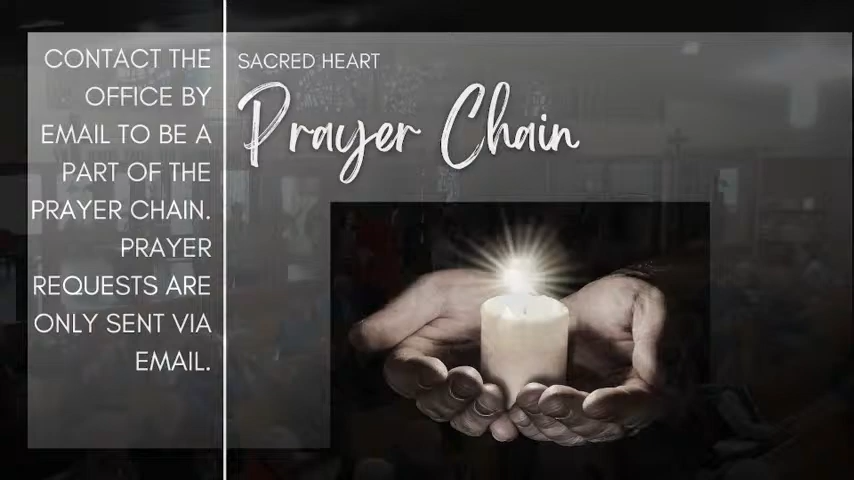 CONTACT THE
OFFICE BY
EMAIL TO BE A
PART OF THE
PRAYER CHAIN.
PRAYER
REQUESTS ARE
ONLY SENT VIA
EMAIL.
SACRED HEART
Prayer Chain